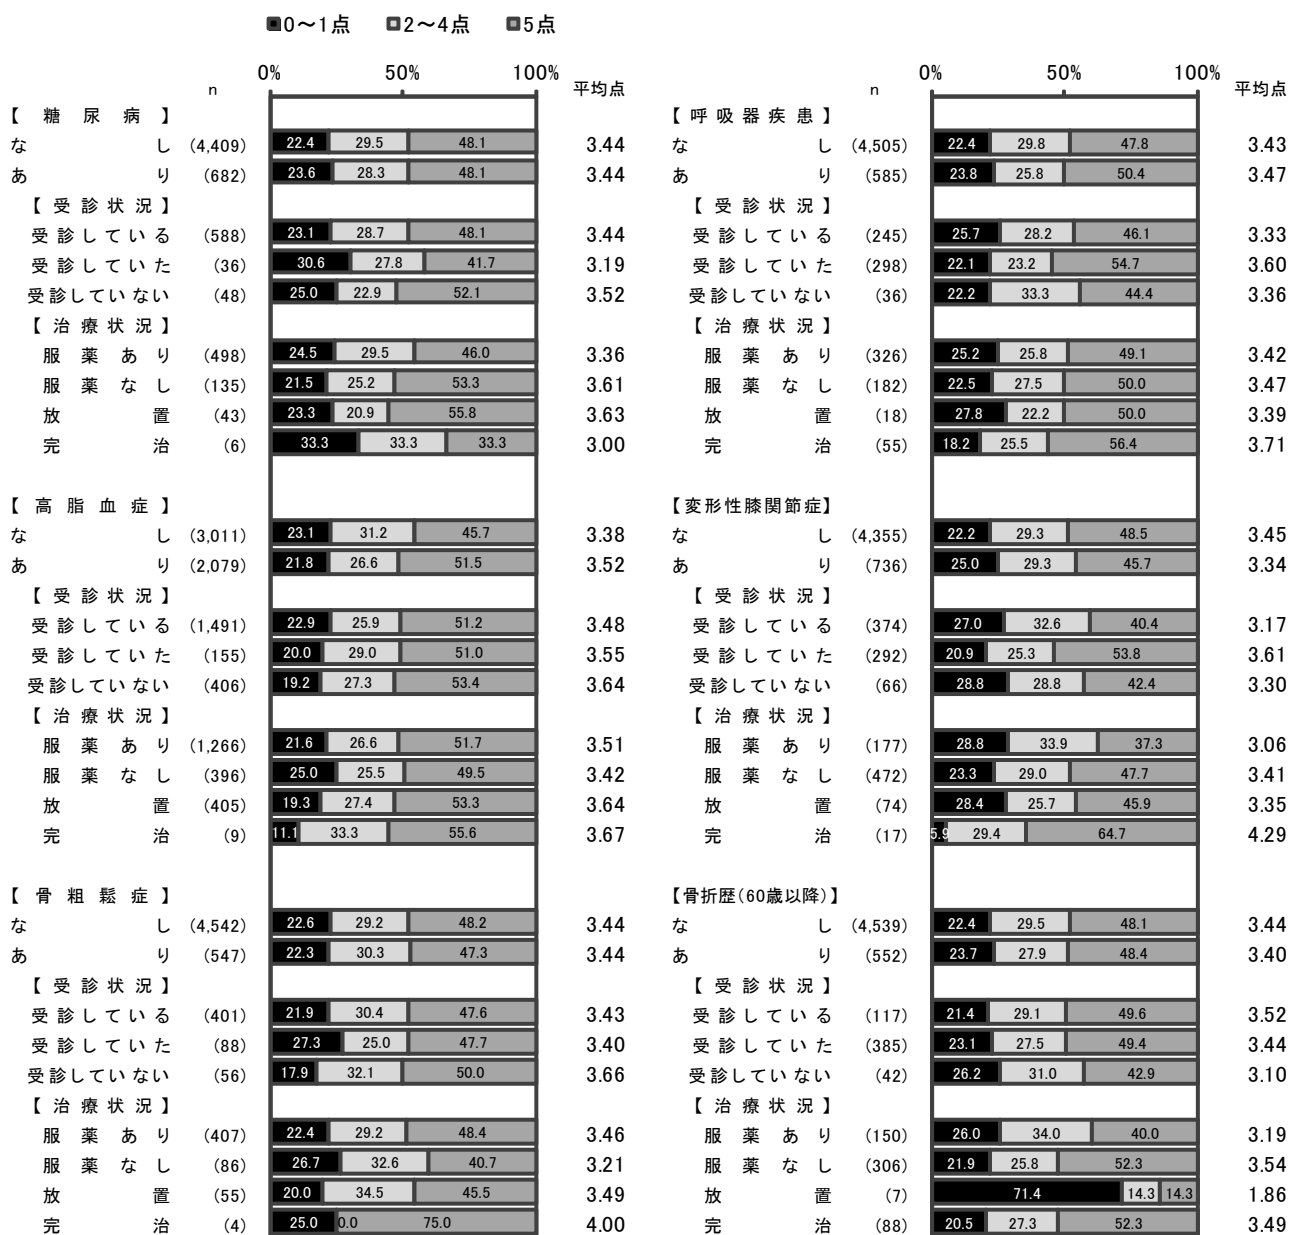 ■0～1点 □2～4点 ■5点
0% 50% 100%
n 平均点
【 糖 尿 病 】
な し (4,409) 22.4 29.5 48.1 3.44
あ り (682) 23.6 28.3 48.1 3.44
【 受 診 状 況 】
受 診 し て い る (588) 23.1 28.7 48.1 3.44
受 診 し て い た (36) 30.6 27.8 41.7 3.19
受診していない (48) 25.0 22.9 52.1 3.52
【 治 療 状 況 】
服 薬 あ り (498) 24.5 29.5 46.0 3.36
服 薬 な し (135) 21.5 25.2 53.3 3.61
放 置 (43) 23.3 20.9 55.8 3.63
完 治 (6) 33.3 33.3 33.3 3.00
【 高 脂 血 症 】
な し (3,011) 23.1 31.2 45.7 3.38
あ り (2,079) 21.8 26.6 51.5 3.52
【 受 診 状 況 】
受 診 し て い る (1,491) 22.9 25.9 51.2 3.48
受 診 し て い た (155) 20.0 29.0 51.0 3.55
受診していない (406) 19.2 27.3 53.4 3.64
【 治 療 状 況 】
服 薬 あ り (1,266) 21.6 26.6 51.7 3.51
服 薬 な し (396) 25.0 25.5 49.5 3.42
放 置 (405) 19.3 27.4 53.3 3.64
完 治 (9) 11.1 33.3 55.6 3.67
【 骨 粗 鬆 症 】
な し (4,542) 22.6 29.2 48.2 3.44
あ り (547) 22.3 30.3 47.3 3.44
【 受 診 状 況 】
受 診 し て い る (401) 21.9 30.4 47.6 3.43
受 診 し て い た (88) 27.3 25.0 47.7 3.40
受診していない (56) 17.9 32.1 50.0 3.66
【 治 療 状 況 】
服 薬 あ り (407) 22.4 29.2 48.4 3.46
服 薬 な し (86) 26.7 32.6 40.7 3.21
放 置 (55) 20.0 34.5 45.5 3.49
完 治 (4) 25.0 0.0 75.0 4.00
0% 50% 100%
n 平均点
【 呼 吸 器 疾 患 】
な し (4,505) 22.4 29.8 47.8 3.43
あ り (585) 23.8 25.8 50.4 3.47
【 受 診 状 況 】
受 診 し て い る (245) 25.7 28.2 46.1 3.33
受 診 し て い た (298) 22.1 23.2 54.7 3.60
受診していない (36) 22.2 33.3 44.4 3.36
【 治 療 状 況 】
服 薬 あ り (326) 25.2 25.8 49.1 3.42
服 薬 な し (182) 22.5 27.5 50.0 3.47
放 置 (18) 27.8 22.2 50.0 3.39
完 治 (55) 18.2 25.5 56.4 3.71
【変形性膝関節症】
な し (4,355) 22.2 29.3 48.5 3.45
あ り (736) 25.0 29.3 45.7 3.34
【 受 診 状 況 】
受 診 し て い る (374) 27.0 32.6 40.4 3.17
受 診 し て い た (292) 20.9 25.3 53.8 3.61
受診していない (66) 28.8 28.8 42.4 3.30
【 治 療 状 況 】
服 薬 あ り (177) 28.8 33.9 37.3 3.06
服 薬 な し (472) 23.3 29.0 47.7 3.41
放 置 (74) 28.4 25.7 45.9 3.35
完 治 (17) 5.9 29.4 64.7 4.29
【骨折歴(60歳以降)】
な し (4,539) 22.4 29.5 48.1 3.44
あ り (552) 23.7 27.9 48.4 3.40
【 受 診 状 況 】
受 診 し て い る (117) 21.4 29.1 49.6 3.52
受 診 し て い た (385) 23.1 27.5 49.4 3.44
受診していない (42) 26.2 31.0 42.9 3.10
【 治 療 状 況 】
服 薬 あ り (150) 26.0 34.0 40.0 3.19
服 薬 な し (306) 21.9 25.8 52.3 3.54
放 置 (7) 71.4 14.3 14.3 1.86
完 治 (88) 20.5 27.3 52.3 3.49